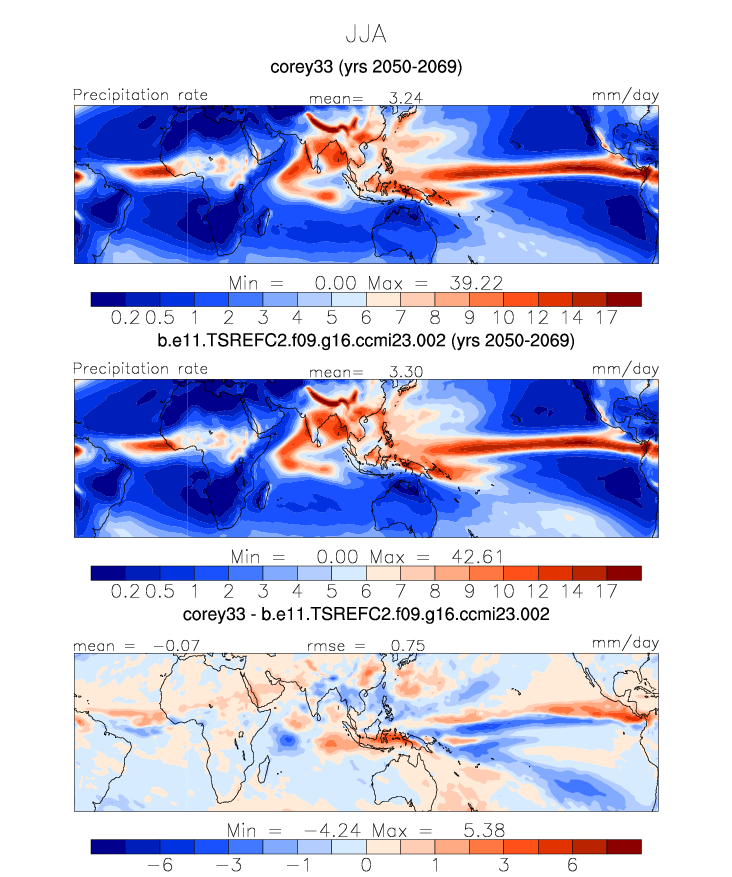 JJA
corey33 (yrs 2050-2069)
Precipitation rate mean= 3.24 mm/day
Min = 0.00 Max = 39.22
0.2 0.5 1 2 3 4 5 6 7 8 9 10 12 14 17
b.e11.TSREFC2.f09.g16.ccmi23.002 (yrs 2050-2069)
Precipitation rate mean= 3.30 mm/day
Min = 0.00 Max = 42.61
0.2 0.5 1 2 3 4 5 6 7 8 9 10 12 14 17
corey33 - b.e11.TSREFC2.f09.g16.ccmi23.002
mean = -0.07 rmse = 0.75 mm/day
Min = -4.24 Max = 5.38
-6 -3 -1 0 1 3 6